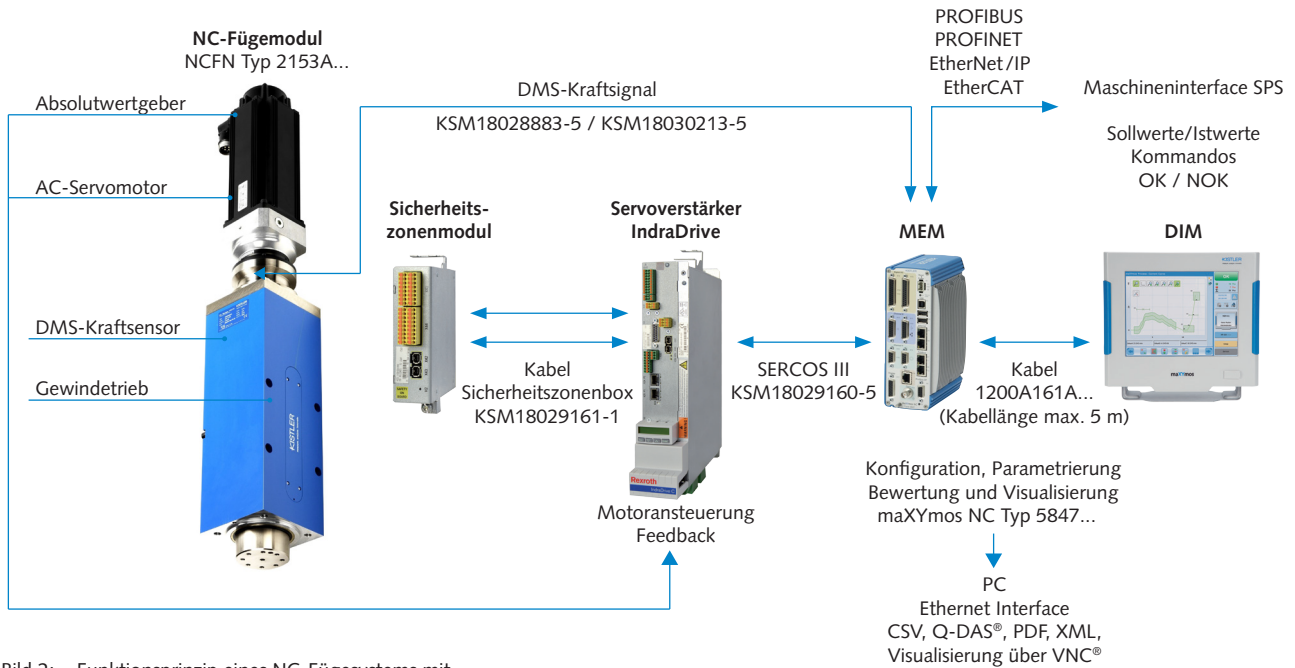 NC-Fügemodul
NCFN Typ 2153A...
Absolutwertgeber
AC-Servomotor
DMS-Kraftsensor
Gewindetrieb
KISTLER
DMS-Kraftsignal
KSM18028883-5 / KSM18030213-5
PROFIBUS
PROFINET
EtherNet/IP
EtherCAT
Maschineninterface SPS
Sollwerte/Istwerte
Kommandos
OK / NOK
Sicherheits-
zonenmodul
Servoverstärker
IndraDrive
MEM
DIM
Kabel
Sicherheitszonenbox
KSM18029161-1
Rexroth
IndraDrive C
SERCOS III
KSM18029160-5
Kabel
1200A161A...
(Kabellänge max. 5 m)
KISTLER
maXYmos
Motoransteuerung
Feedback
Konfiguration, Parametrierung
Bewertung und Visualisierung
maXYmos NC Typ 5847...
PC
Ethernet Interface
CSV, Q-DAS®, PDF, XML,
Visualisierung über VNC®